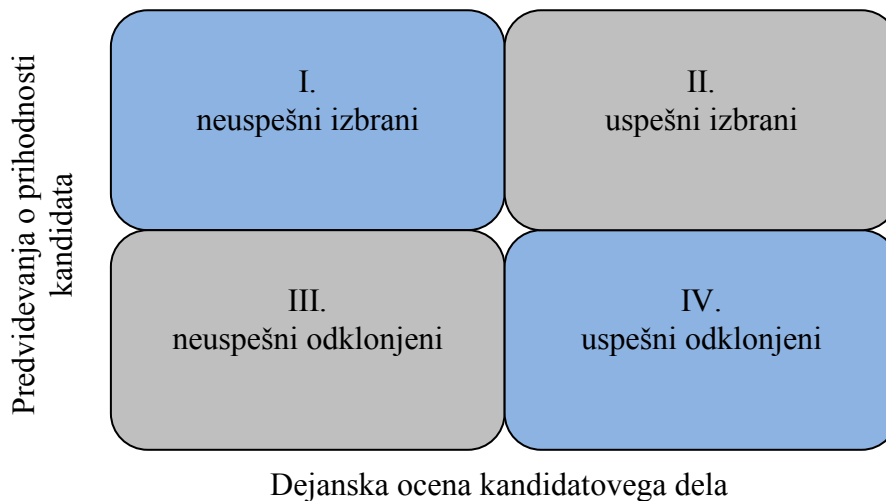 Predvidevanja o prihodnosti
kandidata
I.
neuspešni izbrani
II.
uspešni izbrani
III.
neuspešni odklonjeni
IV.
uspešni odklonjeni
Dejanska ocena kandidatovega dela